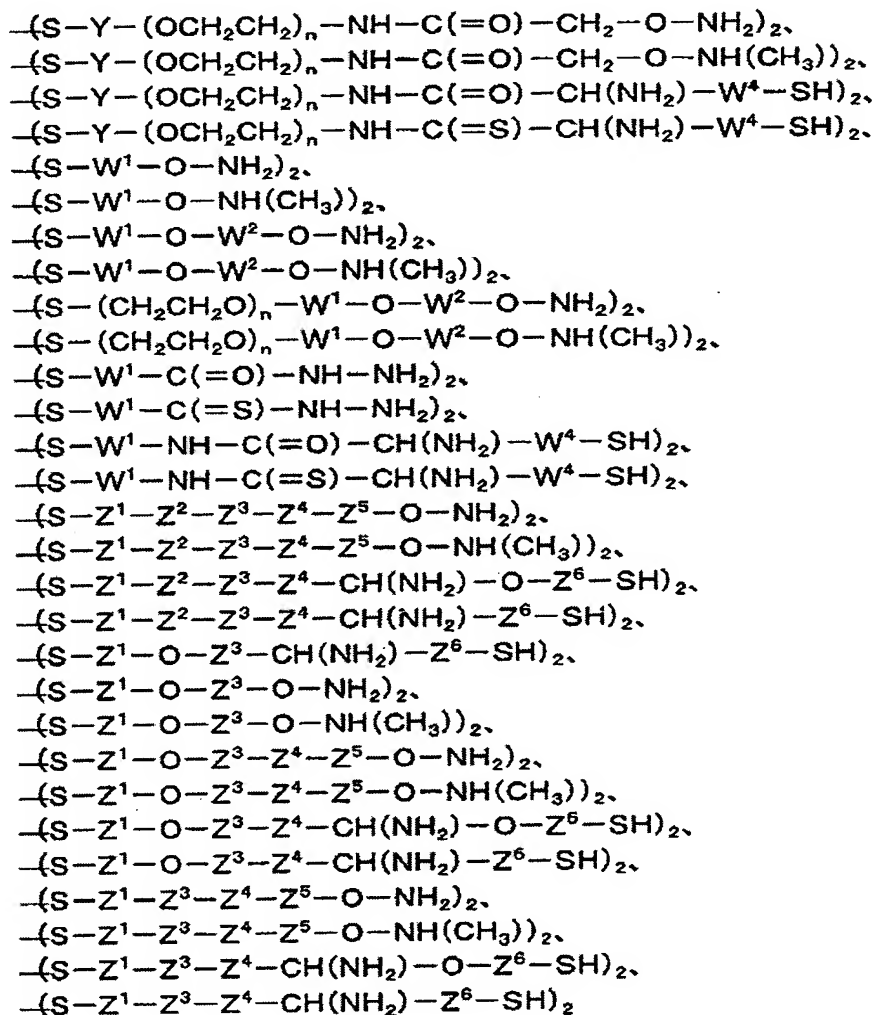 -(S-Y-(OCH₂CH₂)ₙ-NH-C(=O)-CH₂-O-NH₂)₂、
-(S-Y-(OCH₂CH₂)ₙ-NH-C(=O)-CH₂-O-NH(CH₃))₂、
-(S-Y-(OCH₂CH₂)ₙ-NH-C(=O)-CH(NH₂)-W⁴-SH)₂、
-(S-Y-(OCH₂CH₂)ₙ-NH-C(=S)-CH(NH₂)-W⁴-SH)₂、
-(S-W¹-O-NH₂)₂、
-(S-W¹-O-NH(CH₃))₂、
-(S-W¹-O-W²-O-NH₂)₂、
-(S-W¹-O-W²-O-NH(CH₃))₂、
-(S-(CH₂CH₂O)ₙ-W¹-O-W²-O-NH₂)₂、
-(S-(CH₂CH₂O)ₙ-W¹-O-W²-O-NH(CH₃))₂、
-(S-W¹-C(=O)-NH-NH₂)₂、
-(S-W¹-C(=S)-NH-NH₂)₂、
-(S-W¹-NH-C(=O)-CH(NH₂)-W⁴-SH)₂、
-(S-W¹-NH-C(=S)-CH(NH₂)-W⁴-SH)₂、
-(S-Z¹-Z²-Z³-Z⁴-Z⁵-O-NH₂)₂、
-(S-Z¹-Z²-Z³-Z⁴-Z⁵-O-NH(CH₃))₂、
-(S-Z¹-Z²-Z³-Z⁴-CH(NH₂)-O-Z⁶-SH)₂、
-(S-Z¹-Z²-Z³-Z⁴-CH(NH₂)-Z⁶-SH)₂、
-(S-Z¹-O-Z³-CH(NH₂)-Z⁶-SH)₂、
-(S-Z¹-O-Z³-O-NH₂)₂、
-(S-Z¹-O-Z³-O-NH(CH₃))₂、
-(S-Z¹-O-Z³-Z⁴-Z⁵-O-NH₂)₂、
-(S-Z¹-O-Z³-Z⁴-Z⁵-O-NH(CH₃))₂、
-(S-Z¹-O-Z³-Z⁴-CH(NH₂)-O-Z⁶-SH)₂、
-(S-Z¹-O-Z³-Z⁴-CH(NH₂)-Z⁶-SH)₂、
-(S-Z¹-Z³-Z⁴-Z⁵-O-NH₂)₂、
-(S-Z¹-Z³-Z⁴-Z⁵-O-NH(CH₃))₂、
-(S-Z¹-Z³-Z⁴-CH(NH₂)-O-Z⁶-SH)₂、
-(S-Z¹-Z³-Z⁴-CH(NH₂)-Z⁶-SH)₂